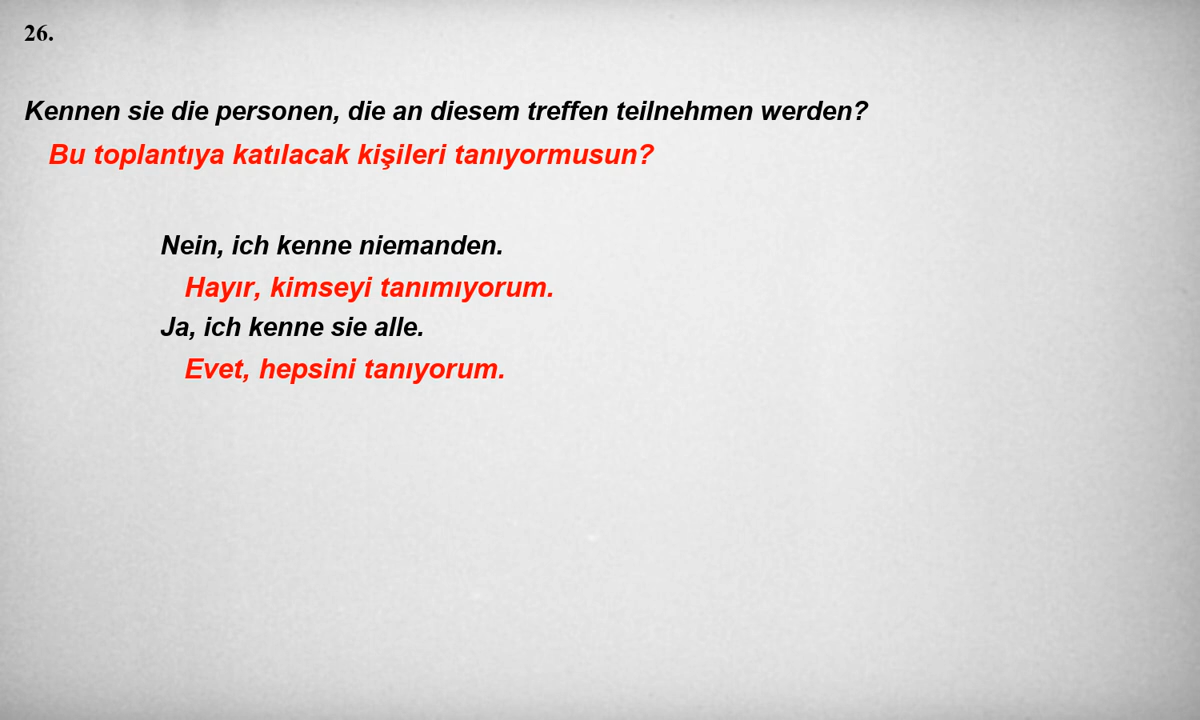 26.
Kennen sie die personen, die an diesem treffen teilnehmen werden?
Bu toplantıya katılacak kişileri tanıyormusun?
Nein, ich kenne niemanden.
Hayır, kimseyi tanımıyorum.
Ja, ich kenne sie alle.
Evet, hepsini tanıyorum.